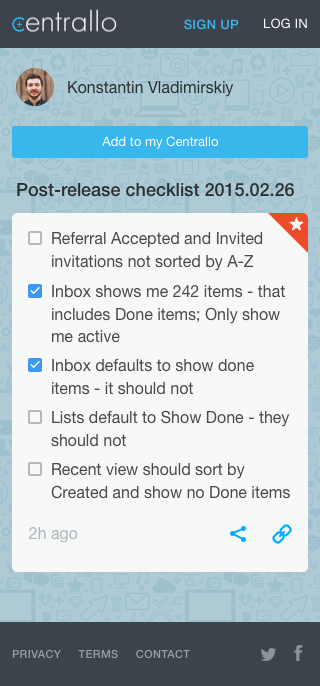 centrallo
SIGN UP
LOG IN
Konstantin Vladimirskiy
Add to my Centrallo
Post-release checklist 2015.02.26
Referral Accepted and Invited
invitations not sorted by A-Z
Inbox shows me 242 items - that
includes Done items; Only show
me active
Inbox defaults to show done
items - it should not
Lists default to Show Done - they
should not
Recent view should sort by
Created and show no Done items
2h ago
PRIVACY
TERMS
CONTACT